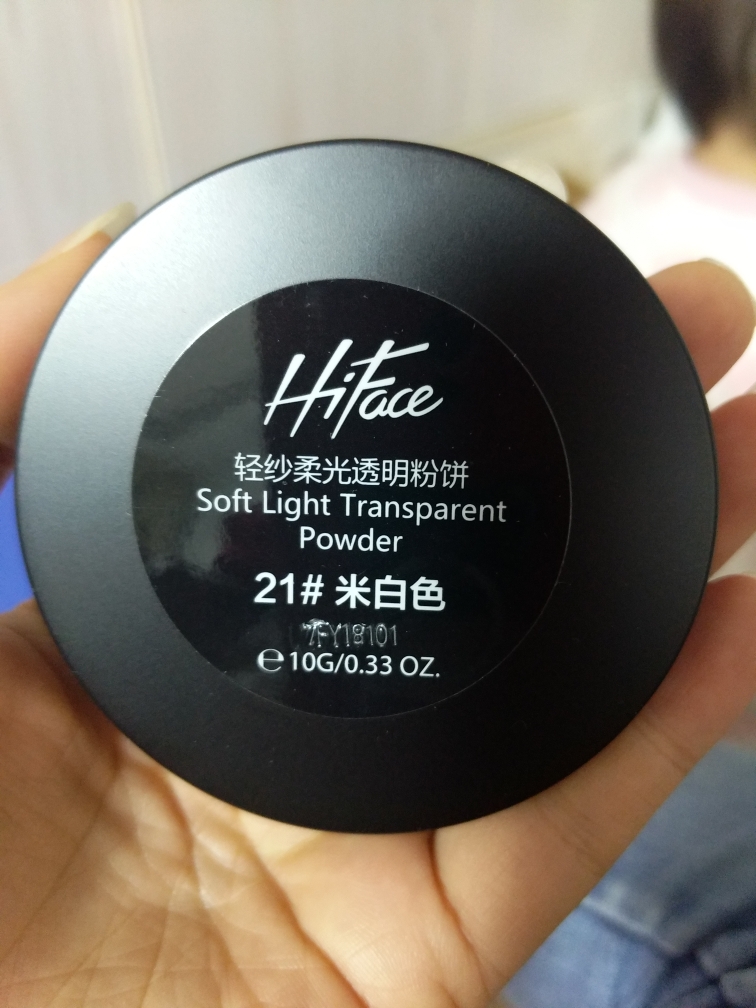 HiFace
轻纱柔光透明粉饼
Soft Light Transparent
Powder
21# 米白色
7FY18101
℮10G/0.33 OZ.